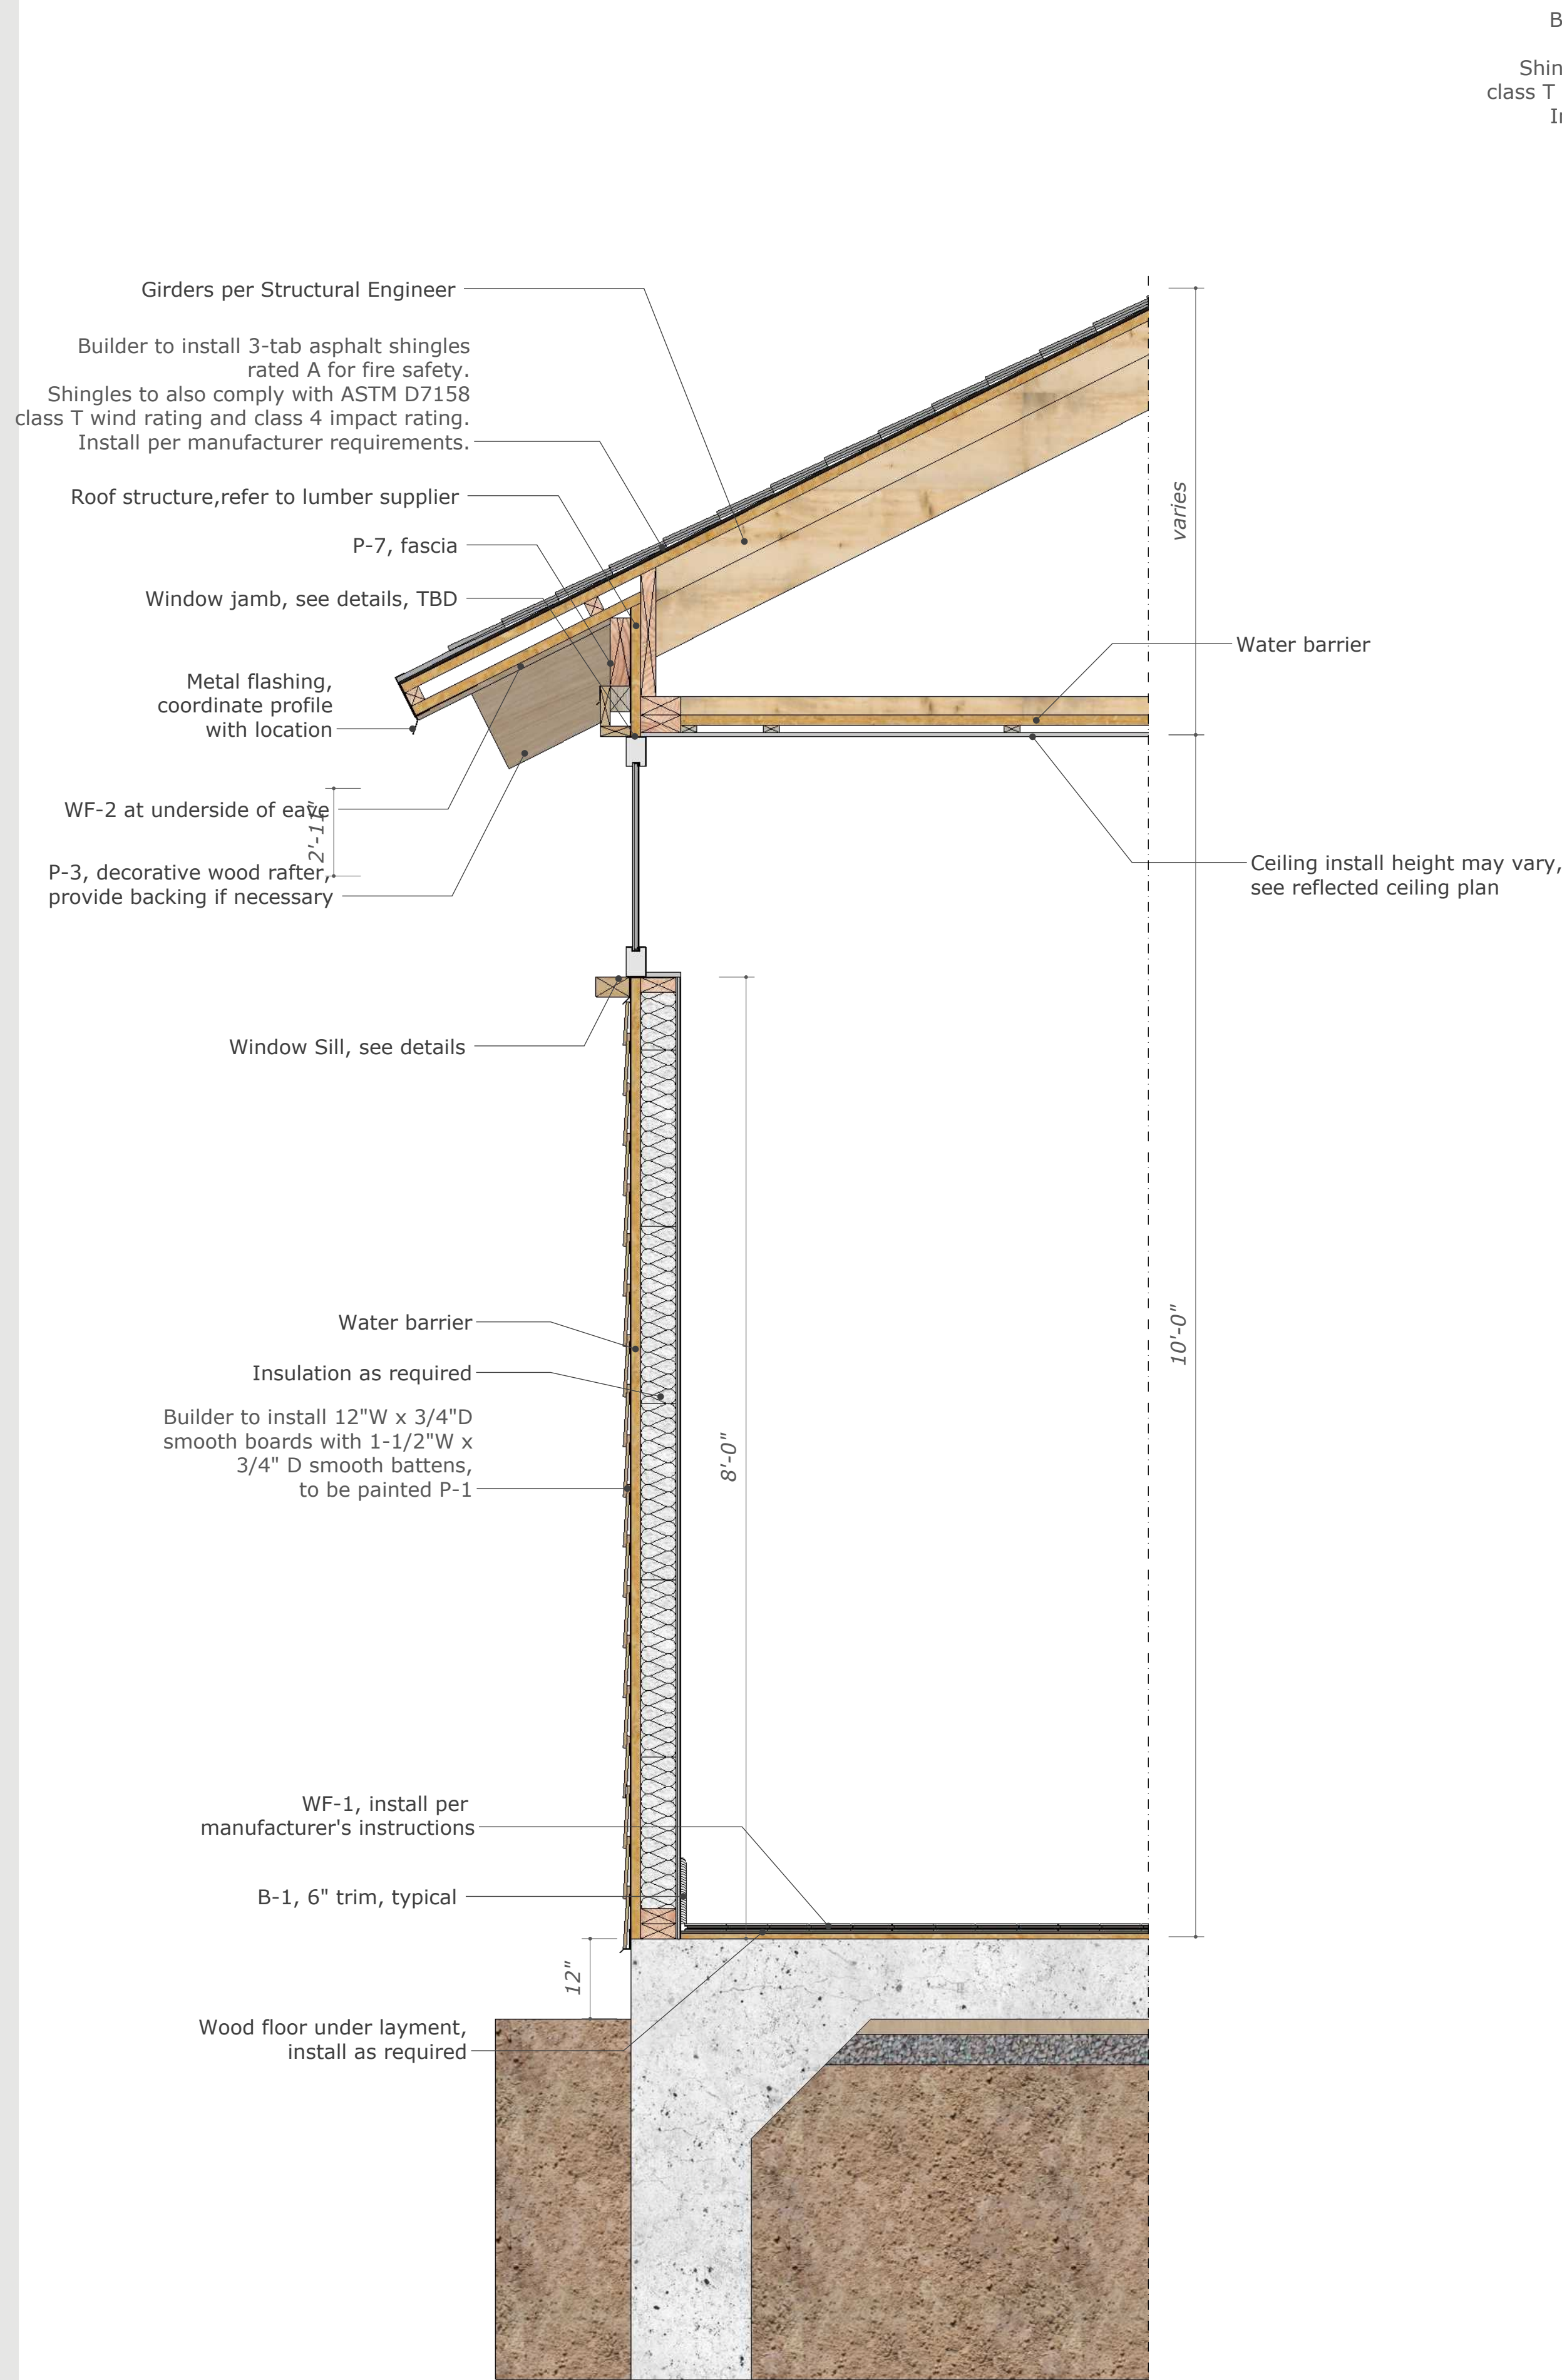 B
Shin
class T
Girders per Structural Engineer
Builder to install 3-tab asphalt shingles
rated A for fire safety.
Shingles to also comply with ASTM D7158
class T wind rating and class 4 impact rating.
Install per manufacturer requirements.
Roof structure,refer to lumber supplier
P-7, fascia
Window jamb, see details, TBD
Metal flashing,
coordinate profile
with location
WF-2 at underside of eave
2'-11"
P-3, decorative wood rafter,
provide backing if necessary
varies
Water barrier
Ceiling install height may vary,
see reflected ceiling plan
Window Sill, see details
Water barrier
Insulation as required
Builder to install 12"W x 3/4"D
smooth boards with 1-1/2"W x
3/4" D smooth battens,
to be painted P-1
8'-0"
10'-0"
WF-1, install per
manufacturer's instructions
B-1, 6" trim, typical
12"
Wood floor under layment,
install as required